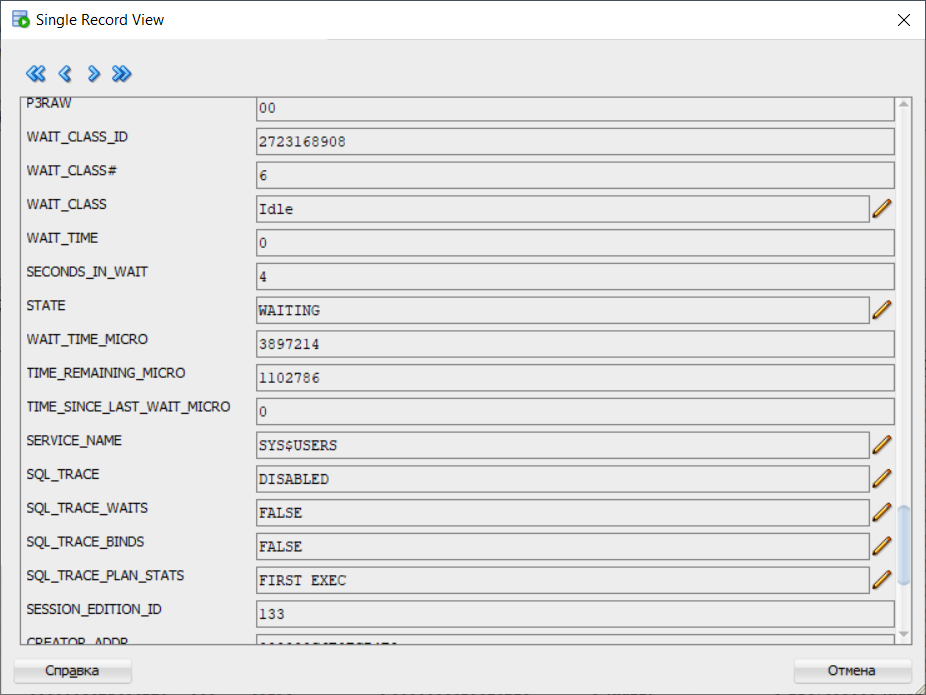 Single Record View
P3RAW 00
WAIT_CLASS_ID 2723168908
WAIT_CLASS# 6
WAIT_CLASS Idle
WAIT_TIME 0
SECONDS_IN_WAIT 4
STATE WAITING
WAIT_TIME_MICRO 3897214
TIME_REMAINING_MICRO 1102786
TIME_SINCE_LAST_WAIT_MICRO 0
SERVICE_NAME SYS$USERS
SQL_TRACE DISABLED
SQL_TRACE_WAITS FALSE
SQL_TRACE_BINDS FALSE
SQL_TRACE_PLAN_STATS FIRST EXEC
SESSION_EDITION_ID 133
CREATOR_ADDR
Справка Отмена